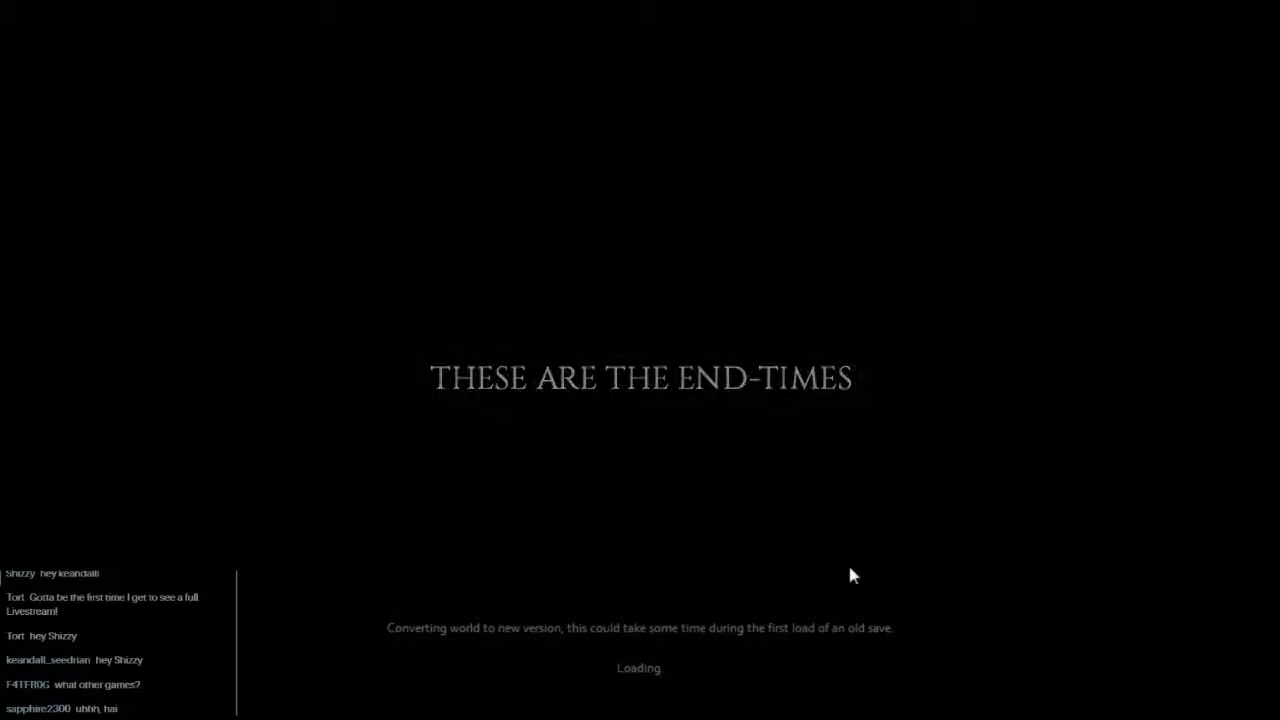 THESE ARE THE END-TIMES
Shizzy hey keandall!
Tort Gotta be the first time I get to see a full
Livestream!
Tort hey Shizzy
keandall_seedrian hey Shizzy
F4TFR0G what other games?
sapphire2300 uhhh, hai
Converting world to new version, this could take some time during the first load of an old save.
Loading